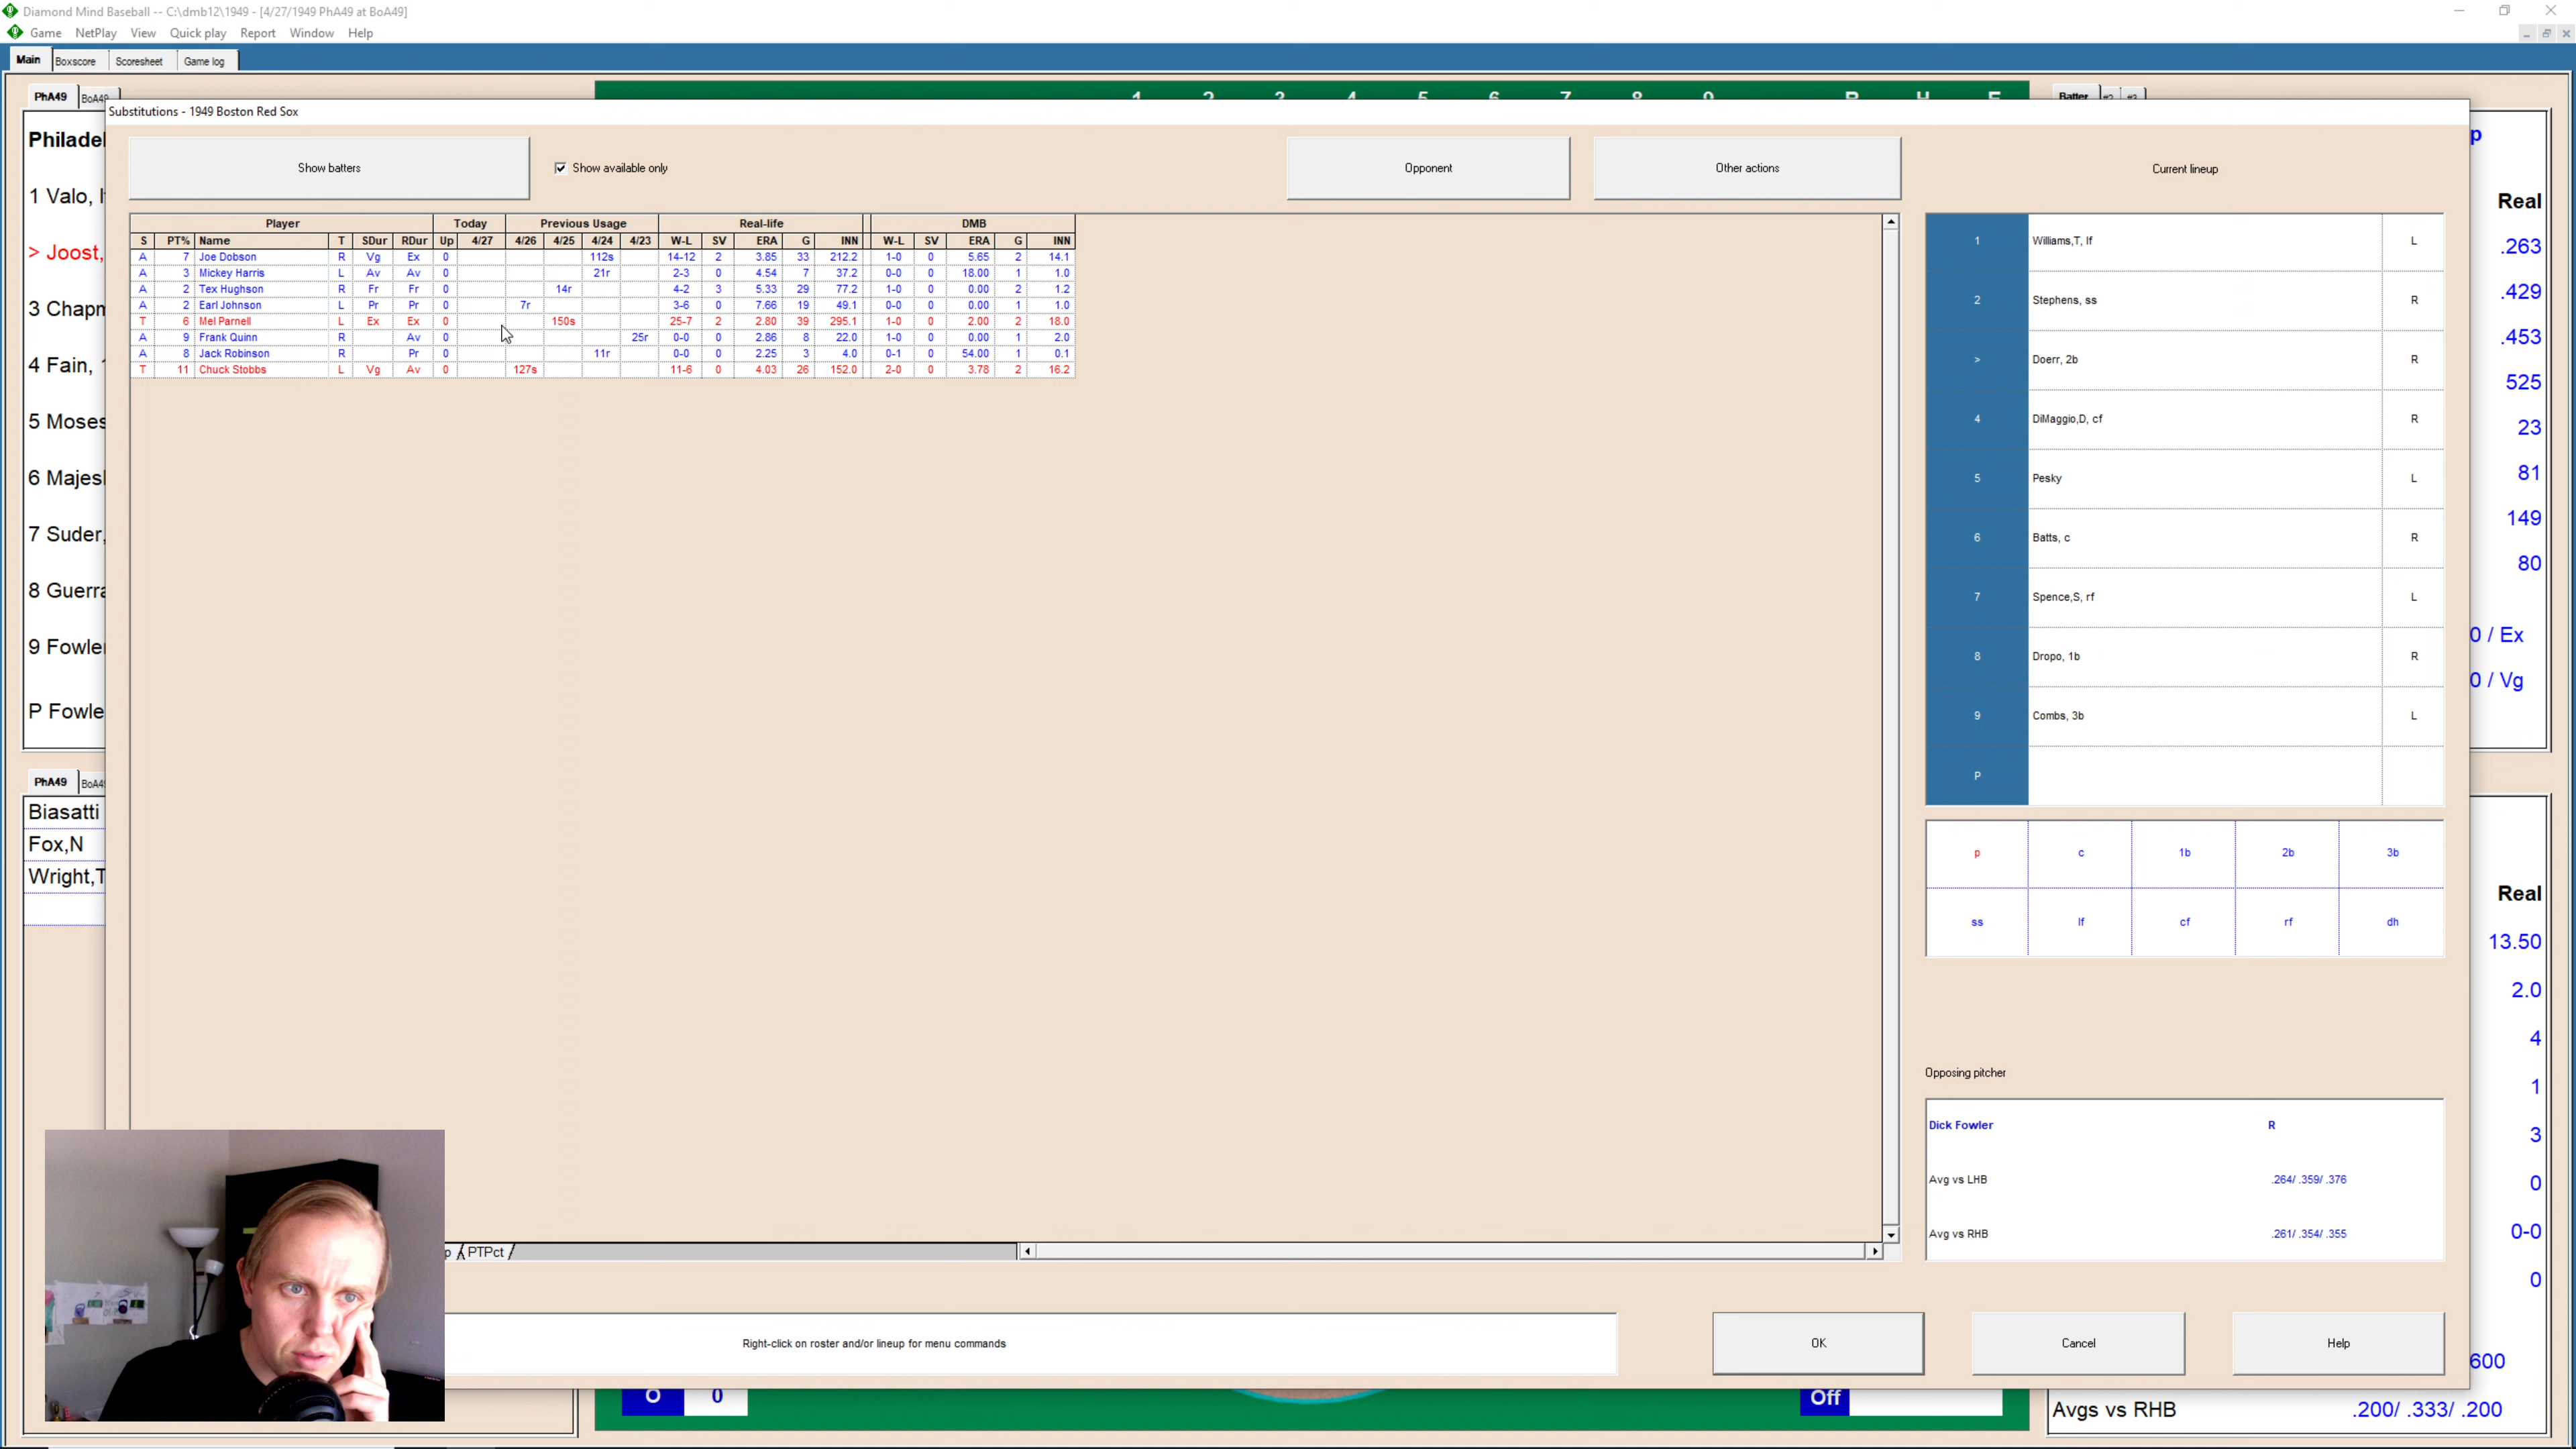 Diamond Mind Baseball -- C:\dmb12\1949 - [4/27/1949 PhA49 at BoA49]
Game NetPlay View Quick play Report Window Help
Main Boxscore Scoresheet Game log
PhA49 BoA49
1 2 3 4 5 6 7 8 9 R H E
Batter #2 #3
Substitutions - 1949 Boston Red Sox
Show batters
Show available only
Opponent
Other actions
Current lineup
Player Today Previous Usage Real-life DMB
S PT% Name T SDur RDur Up 4/27 4/26 4/25 4/24 4/23 W-L SV ERA G INN W-L SV ERA G INN
A 7 Joe Dobson R Vg Ex 0 112s 14-12 2 3.85 33 212.2 1-0 0 5.65 2 14.1
A 3 Mickey Harris L Av Av 0 21r 2-3 0 4.54 7 37.2 0-0 0 18.00 1 1.0
A 2 Tex Hughson R Fr Fr 0 14r 4-2 3 5.33 29 77.2 1-0 0 0.00 2 1.2
A 2 Earl Johnson L Pr Pr 0 7r 3-6 0 7.66 19 49.1 0-0 0 0.00 1 1.0
T 6 Mel Parnell L Ex Ex 0 150s 25-7 2 2.80 39 295.1 1-0 0 2.00 2 18.0
A 9 Frank Quinn R Av 0 25r 0-0 0 2.86 8 22.0 1-0 0 0.00 1 2.0
A 8 Jack Robinson R Pr 0 11r 0-0 0 2.25 3 4.0 0-1 0 54.00 1 0.1
T 11 Chuck Stobbs L Vg Av 0 127s 11-6 0 4.03 26 152.0 2-0 0 3.78 2 16.2
1 Williams,T, lf L
2 Stephens, ss R
> Doerr, 2b R
4 DiMaggio,D, cf R
5 Pesky L
6 Batts, c R
7 Spence,S, rf L
8 Dropo, 1b R
9 Combs, 3b L
P
p c 1b 2b 3b
ss lf cf rf dh
Opposing pitcher
Dick Fowler R
Avg vs LHB .264/ .359/ .376
Avg vs RHB .261/ .354/ .355
p PTPct
Right-click on roster and/or lineup for menu commands
OK
Cancel
Help
Philadel
1 Valo,
> Joost,
3 Chapm
4 Fain,
5 Moses
6 Majesk
7 Suder,
8 Guerra
9 Fowler
P Fowle
PhA49 BoA49
Biasatti
Fox,N
Wright,T
p
Real
.263
.429
.453
525
23
81
149
80
0 / Ex
0 / Vg
Real
13.50
2.0
4
1
3
0
0-0
0
600
O 0
Off
Avgs vs RHB .200/ .333/ .200